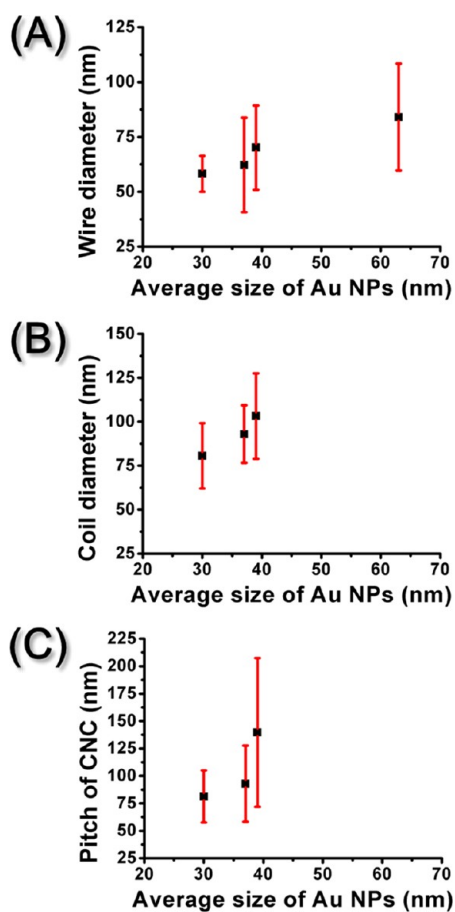 (A)
Wire diameter (nm)
125
100
75
50
25
20 30 40 50 60 70
Average size of Au NPs (nm)
(B)
Coil diameter (nm)
150
125
100
75
50
25
20 30 40 50 60 70
Average size of Au NPs (nm)
(C)
Pitch of CNC (nm)
225
200
175
150
125
100
75
50
25
20 30 40 50 60 70
Average size of Au NPs (nm)